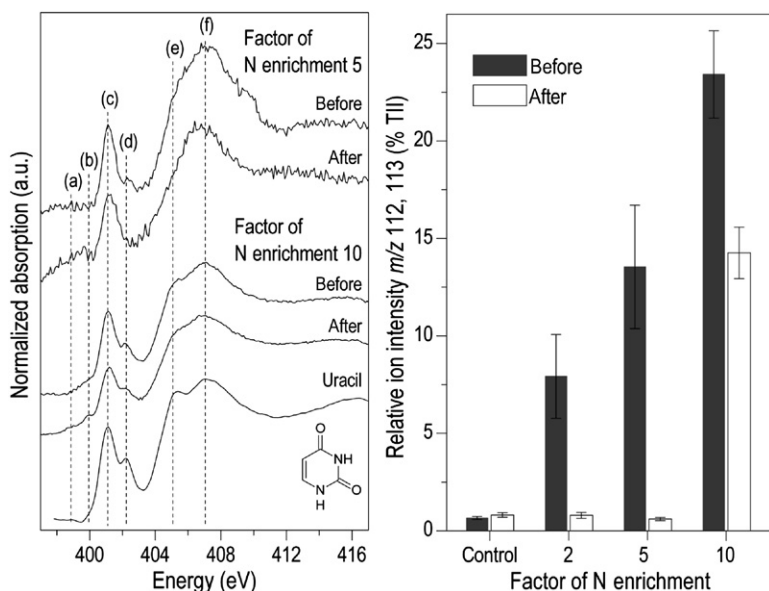 Normalized absorption (a.u.)
(a)
(b)
(c)
(d)
(e)
(f)
Factor of
N enrichment 5
Before
After
Factor of
N enrichment 10
Before
After
Uracil
O
NH
N
H
O
400
404
408
412
416
Energy (eV)
Relative ion intensity m/z 112, 113 (% TII)
25
20
15
10
5
0
Before
After
Control
2
5
10
Factor of N enrichment